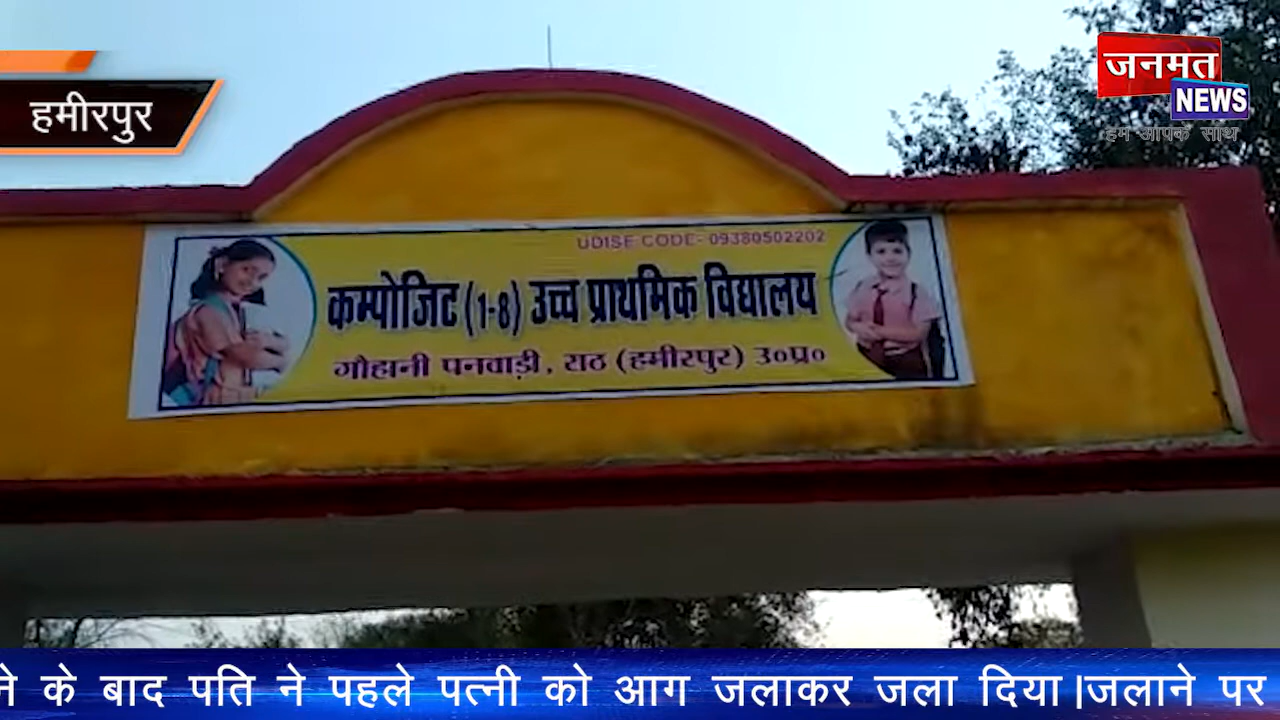 हमीरपुर
जनमत
NEWS
हम आपके साथ
UDISE CODE- 09380502202
कम्पोजिट (1-8) उच्च प्राथमिक विद्यालय
गौहानी पनवाड़ी, राठ (हमीरपुर) उ०प्र०
ने के बाद पति ने पहले पत्नी को आग जलाकर जला दिया।जलाने पर